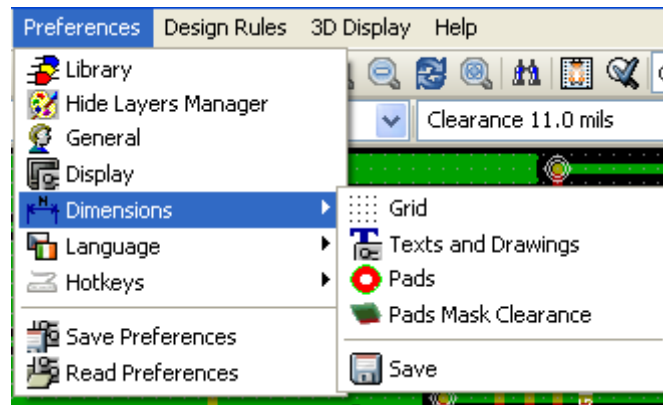 Preferences Design Rules 3D Display Help
Library
Hide Layers Manager
General
Display
Dimensions
Language
Hotkeys
Save Preferences
Read Preferences
Clearance 11.0 mils
Grid
Texts and Drawings
Pads
Pads Mask Clearance
Save